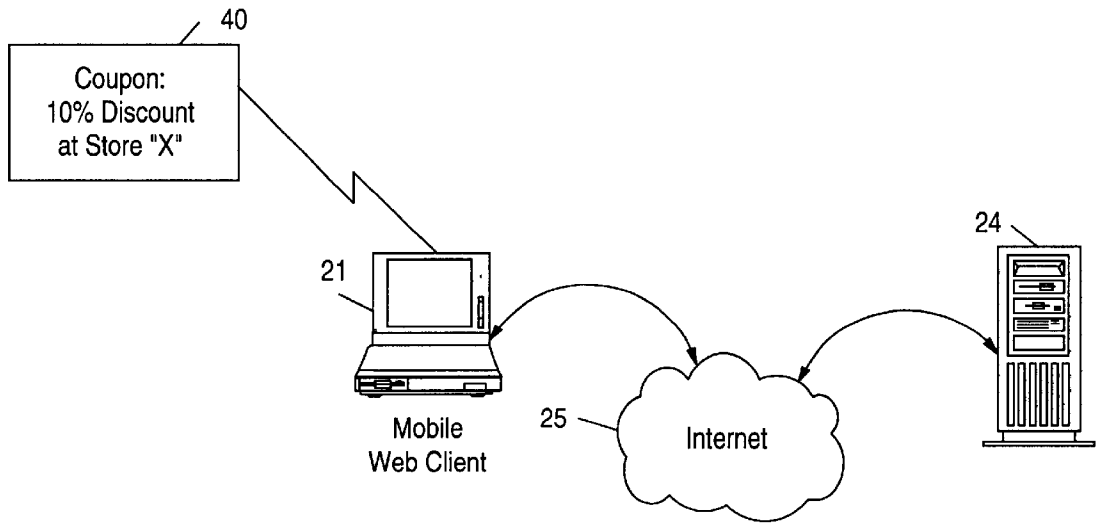 40
Coupon:
10% Discount
at Store "X"
21
Mobile
Web Client
25
Internet
24